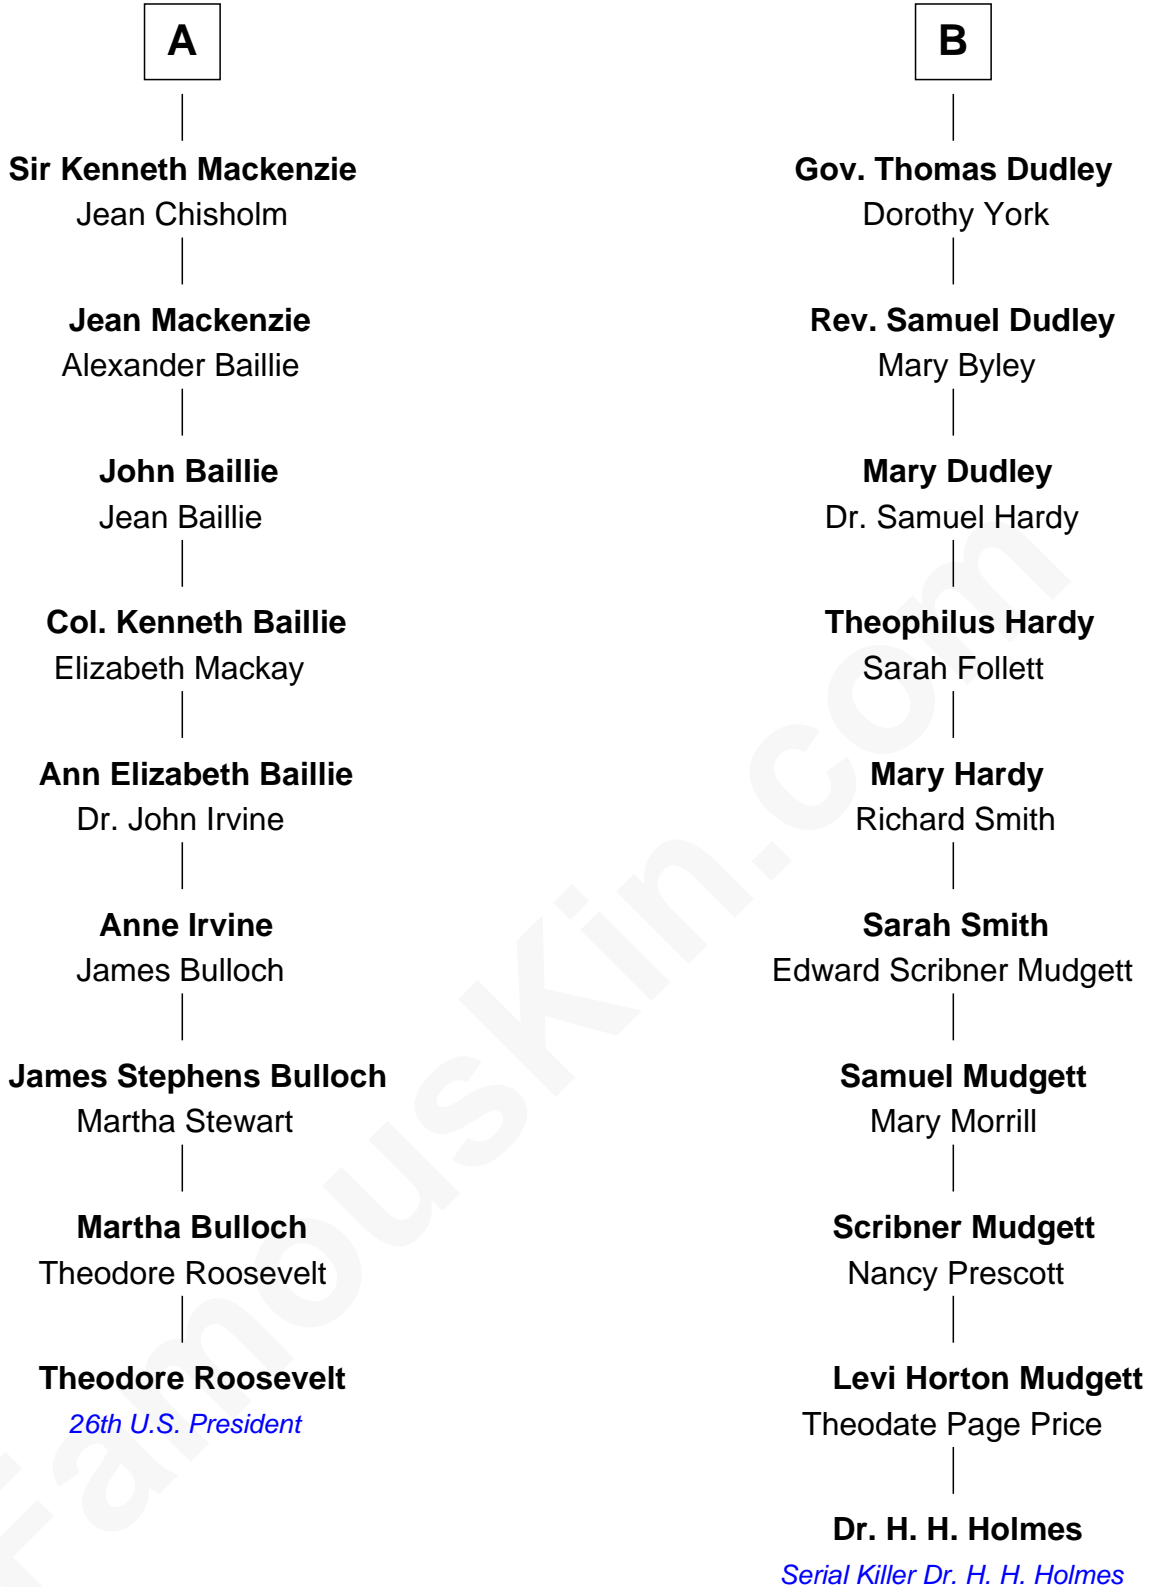 A
Sir Kenneth Mackenzie
Jean Chisholm
Jean Mackenzie
Alexander Baillie
John Baillie
Jean Baillie
Col. Kenneth Baillie
Elizabeth Mackay
Ann Elizabeth Baillie
Dr. John Irvine
Anne Irvine
James Bulloch
James Stephens Bulloch
Martha Stewart
Martha Bulloch
Theodore Roosevelt
Theodore Roosevelt
26th U.S. President
B
Gov. Thomas Dudley
Dorothy York
Rev. Samuel Dudley
Mary Byley
Mary Dudley
Dr. Samuel Hardy
Theophilus Hardy
Sarah Follett
Mary Hardy
Richard Smith
Sarah Smith
Edward Scribner Mudgett
Samuel Mudgett
Mary Morrill
Scribner Mudgett
Nancy Prescott
Levi Horton Mudgett
Theodate Page Price
Dr. H. H. Holmes
Serial Killer Dr. H. H. Holmes
FamousKin.com